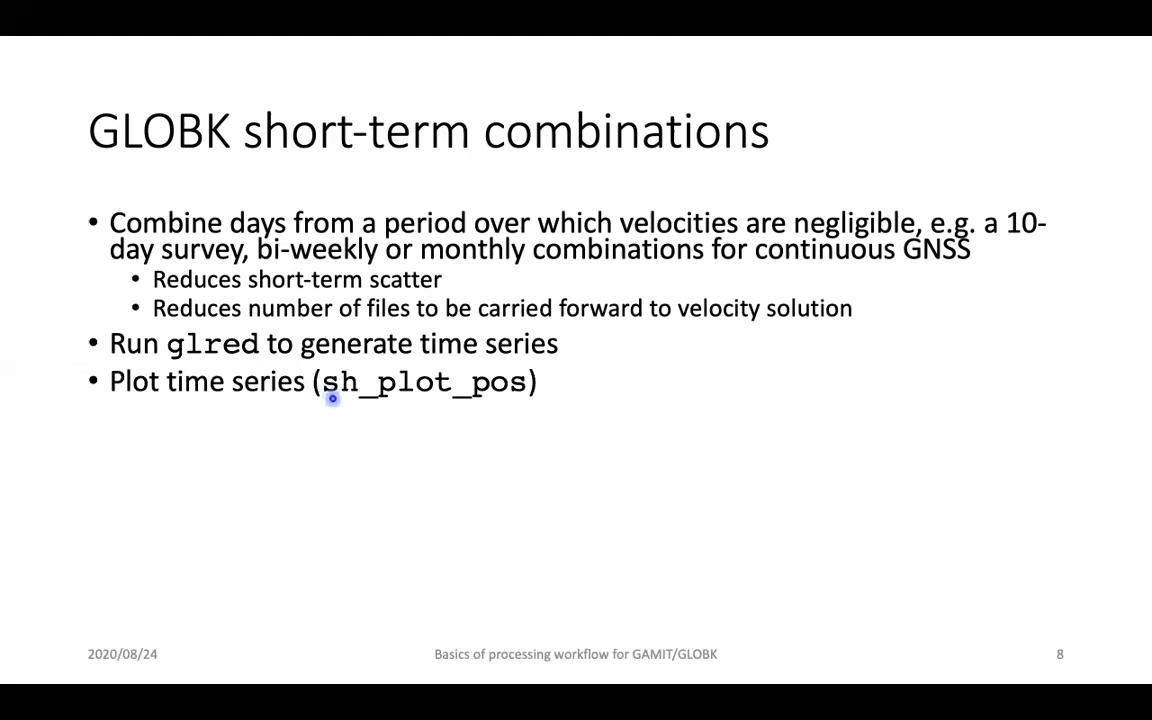 GLOBK short-term combinations
• Combine days from a period over which velocities are negligible, e.g. a 10-
day survey, bi-weekly or monthly combinations for continuous GNSS
• Reduces short-term scatter
• Reduces number of files to be carried forward to velocity solution
• Run glred to generate time series
• Plot time series (sh_plot_pos)
2020/08/24
Basics of processing workflow for GAMIT/GLOBK
8